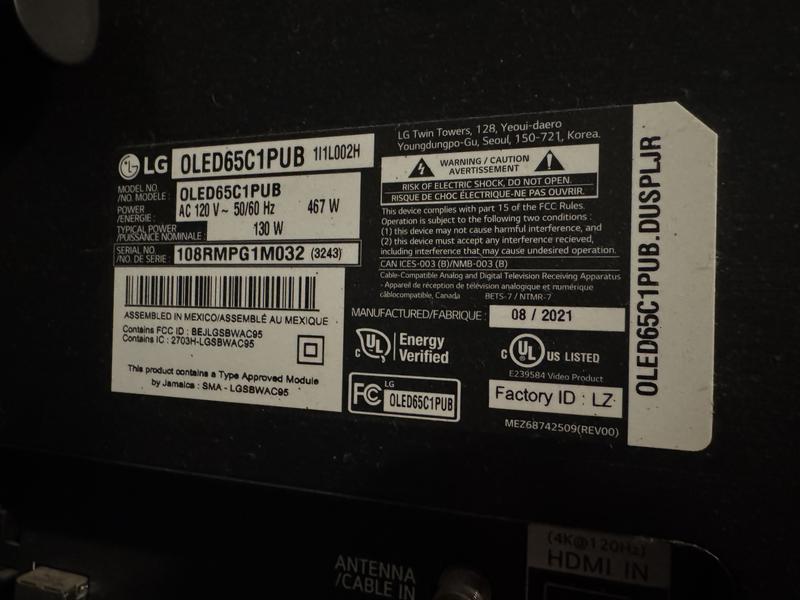 LG OLED65C1PUB 1I1L002H
MODEL NO.
/NO. MODÈLE : OLED65C1PUB
POWER
/ÉNERGIE : AC 120 V ~ 50/60 Hz 467 W
TYPICAL POWER
/PUISSANCE NOMINALE : 130 W
SERIAL NO.
/NO. DE SÉRIE : 108RMPG1M032 (3243)
ASSEMBLED IN MEXICO/ASSEMBLÉ AU MEXIQUE
Contains FCC ID : BEJLGSBWAC95
Contains IC : 2703H-LGSBWAC95
This product contains a Type Approved Module
by Jamaica : SMA - LGSBWAC95
LG Twin Towers, 128, Yeoui-daero
Youngdungpo-Gu, Seoul, 150-721, Korea.
WARNING / CAUTION
AVERTISSEMENT
RISK OF ELECTRIC SHOCK, DO NOT OPEN.
RISQUE DE CHOC ÉLECTRIQUE-NE PAS OUVRIR.
This device complies with part 15 of the FCC Rules.
Operation is subject to the following two conditions :
(1) this device may not cause harmful interference, and
(2) this device must accept any interference recieved,
including interference that may cause undesired operation.
CAN ICES-003 (B)/NMB-003 (B)
Cable-Compatible Analog and Digital Television Receiving Apparatus
- Appareil de réception de télévision analogique et numérique
câblocompatible, Canada BETS-7 / NTMR-7
MANUFACTURED/FABRIQUÉ : 08 / 2021
C UL Energy
Verified
C UL US LISTED
E239584 Video Product
FC LG
OLED65C1PUB
Factory ID : LZ
MEZ68742509(REV00)
OLED65C1PUB.DUSPLJR
ANTENNA
/CABLE IN
(4K@120Hz)
HDMI IN